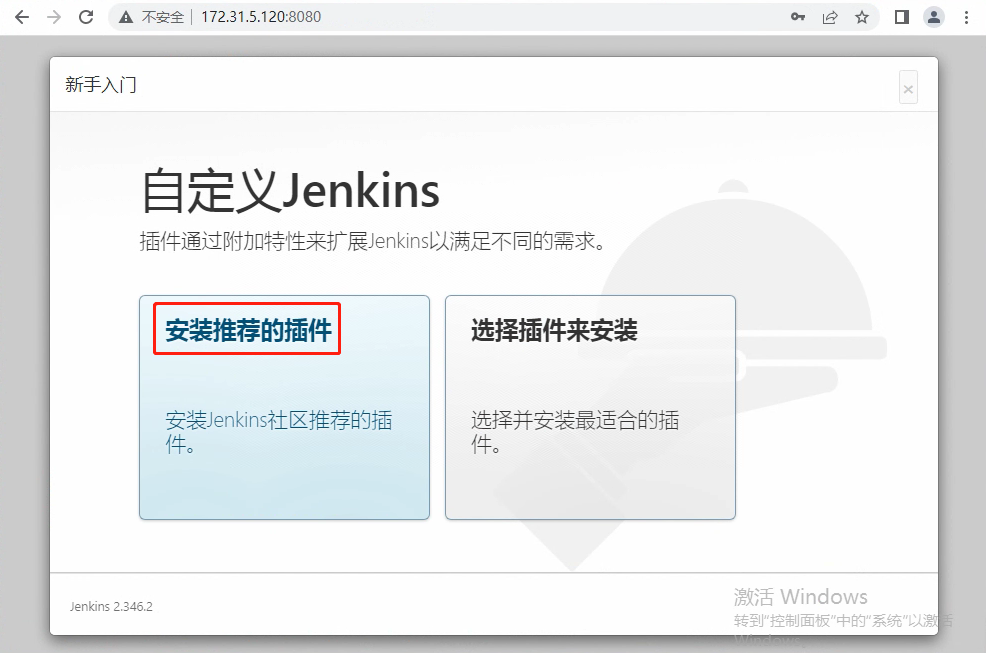 不安全 172.31.5.120:8080
新手入门
×
自定义Jenkins
插件通过附加特性来扩展Jenkins以满足不同的需求。
安装推荐的插件
安装Jenkins社区推荐的插
件。
选择插件来安装
选择并安装最适合的插
件。
Jenkins 2.346.2
激活 Windows
转到"控制面板"中的"系统"以激活
Windows。